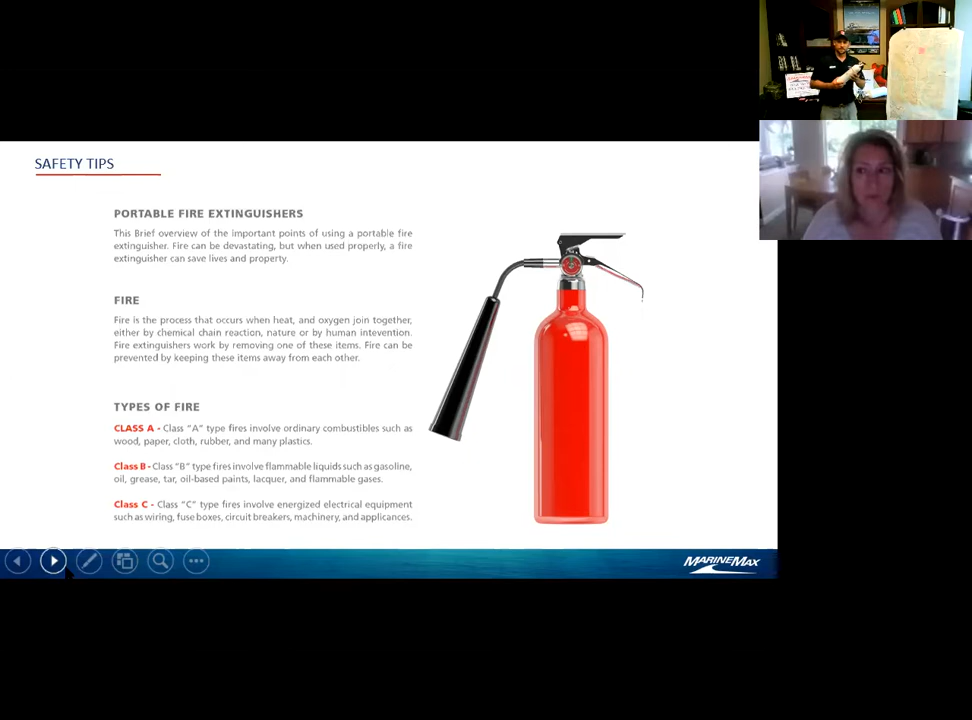 SAFETY TIPS
PORTABLE FIRE EXTINGUISHERS
This Brief overview of the important points of using a portable fire
extinguisher. Fire can be devastating, but when used properly, a fire
extinguisher can save lives and property.
FIRE
Fire is the process that occurs when heat, and oxygen join together,
either by chemical chain reaction, nature or by human intevention.
Fire extinguishers work by removing one of these items. Fire can be
prevented by keeping these items away from each other.
TYPES OF FIRE
CLASS A - Class "A" type fires involve ordinary combustibles such as
wood, paper, cloth, rubber, and many plastics.
Class B - Class "B" type fires involve flammable liquids such as gasoline,
oil, grease, tar, oil-based paints, lacquer, and flammable gases.
Class C - Class "C" type fires involve energized electrical equipment
such as wiring, fuse boxes, circuit breakers, machinery, and applicances.
MARINEMAX